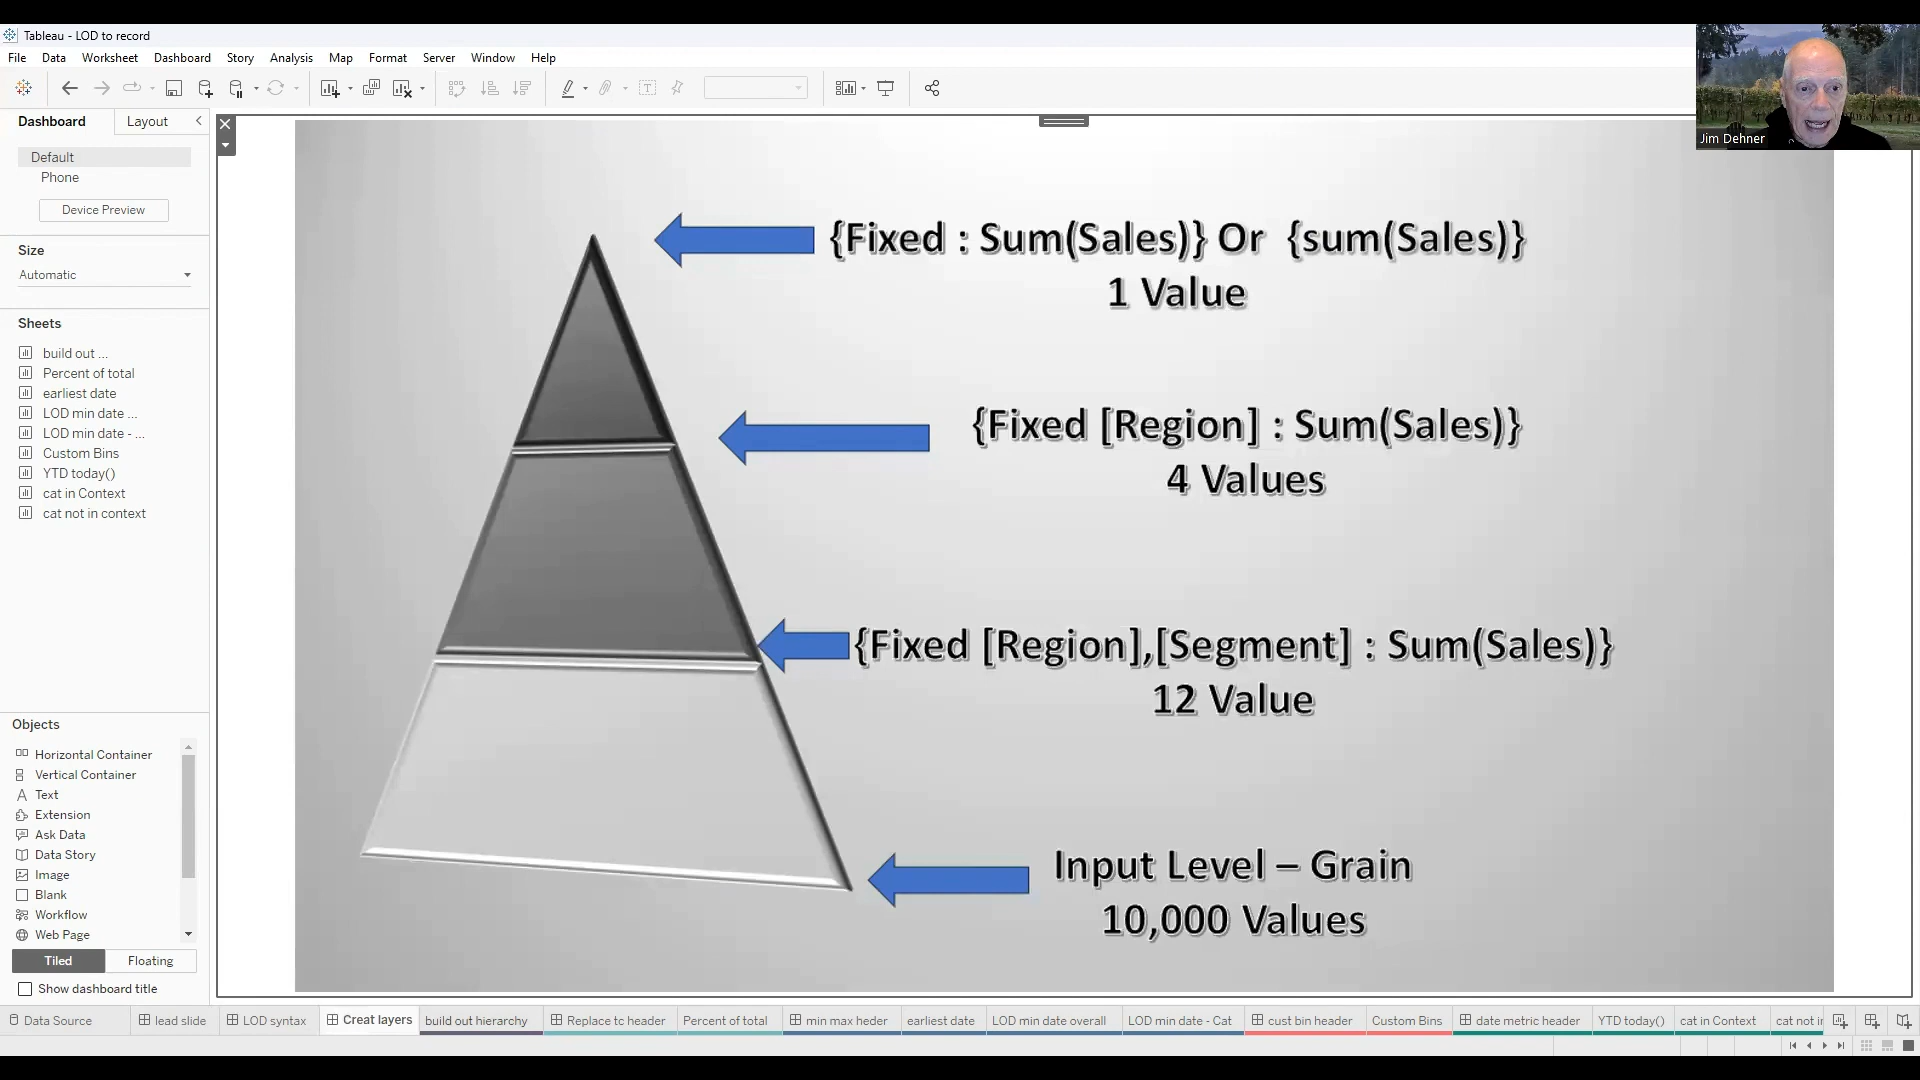 Tableau - LOD to record
File Data Worksheet Dashboard Story Analysis Map Format Server Window Help
Jim Dehner
Dashboard Layout
Default
Phone
Device Preview
Size
Automatic
Sheets
build out ...
Percent of total
earliest date
LOD min date ...
LOD min date - ...
Custom Bins
YTD today()
cat in Context
cat not in context
{Fixed : Sum(Sales)} Or {sum(Sales)}
1 Value
{Fixed [Region] : Sum(Sales)}
4 Values
{Fixed [Region],[Segment] : Sum(Sales)}
12 Value
Input Level – Grain
10,000 Values
Objects
Horizontal Container
Vertical Container
Text
Extension
Ask Data
Data Story
Image
Blank
Workflow
Web Page
Tiled Floating
Show dashboard title
Data Source lead slide LOD syntax Creat layers build out hierarchy Replace tc header Percent of total min max heder earliest date LOD min date overall LOD min date - Cat cust bin header Custom Bins date metric header YTD today() cat in Context cat not i